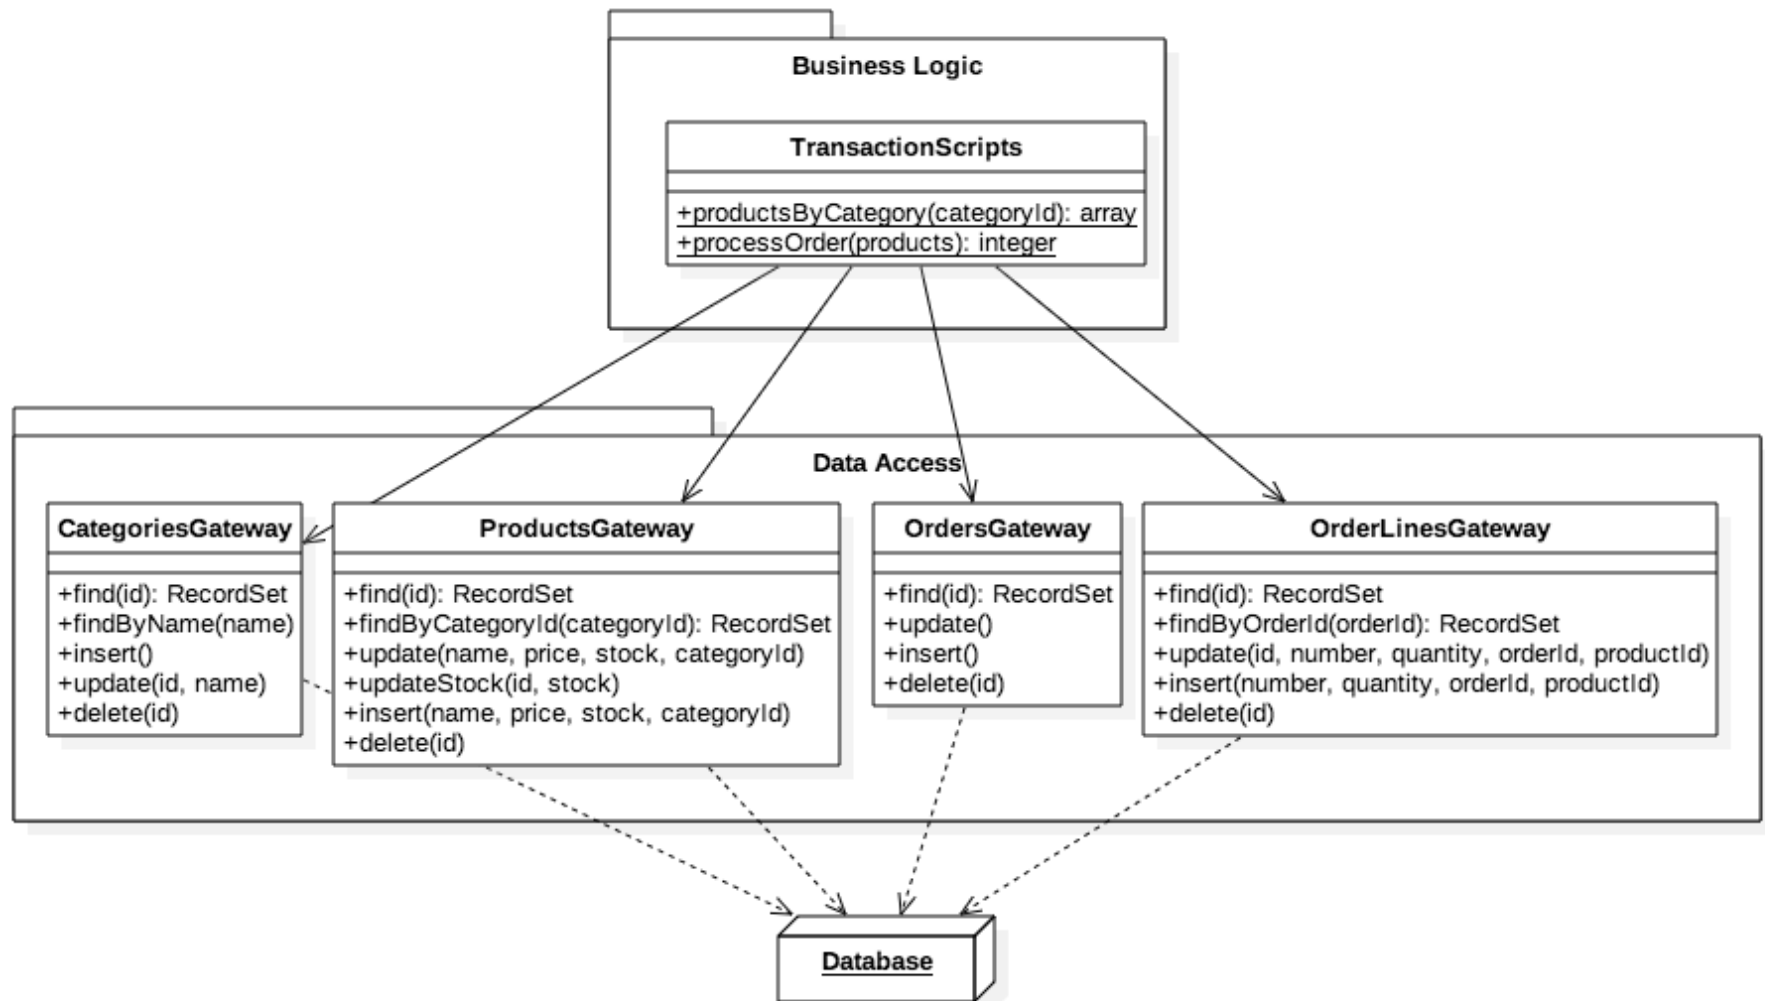 Business Logic
TransactionScripts
+productsByCategory(categoryId): array
+processOrder(products): integer
Data Access
CategoriesGateway
+find(id): RecordSet
+findByName(name)
+insert()
+update(id, name)
+delete(id)
ProductsGateway
+find(id): RecordSet
+findByCategoryId(categoryId): RecordSet
+update(name, price, stock, categoryId)
+updateStock(id, stock)
+insert(name, price, stock, categoryId)
+delete(id)
OrdersGateway
+find(id): RecordSet
+update()
+insert()
+delete(id)
OrderLinesGateway
+find(id): RecordSet
+findByOrderId(orderId): RecordSet
+update(id, number, quantity, orderId, productId)
+insert(number, quantity, orderId, productId)
+delete(id)
Database